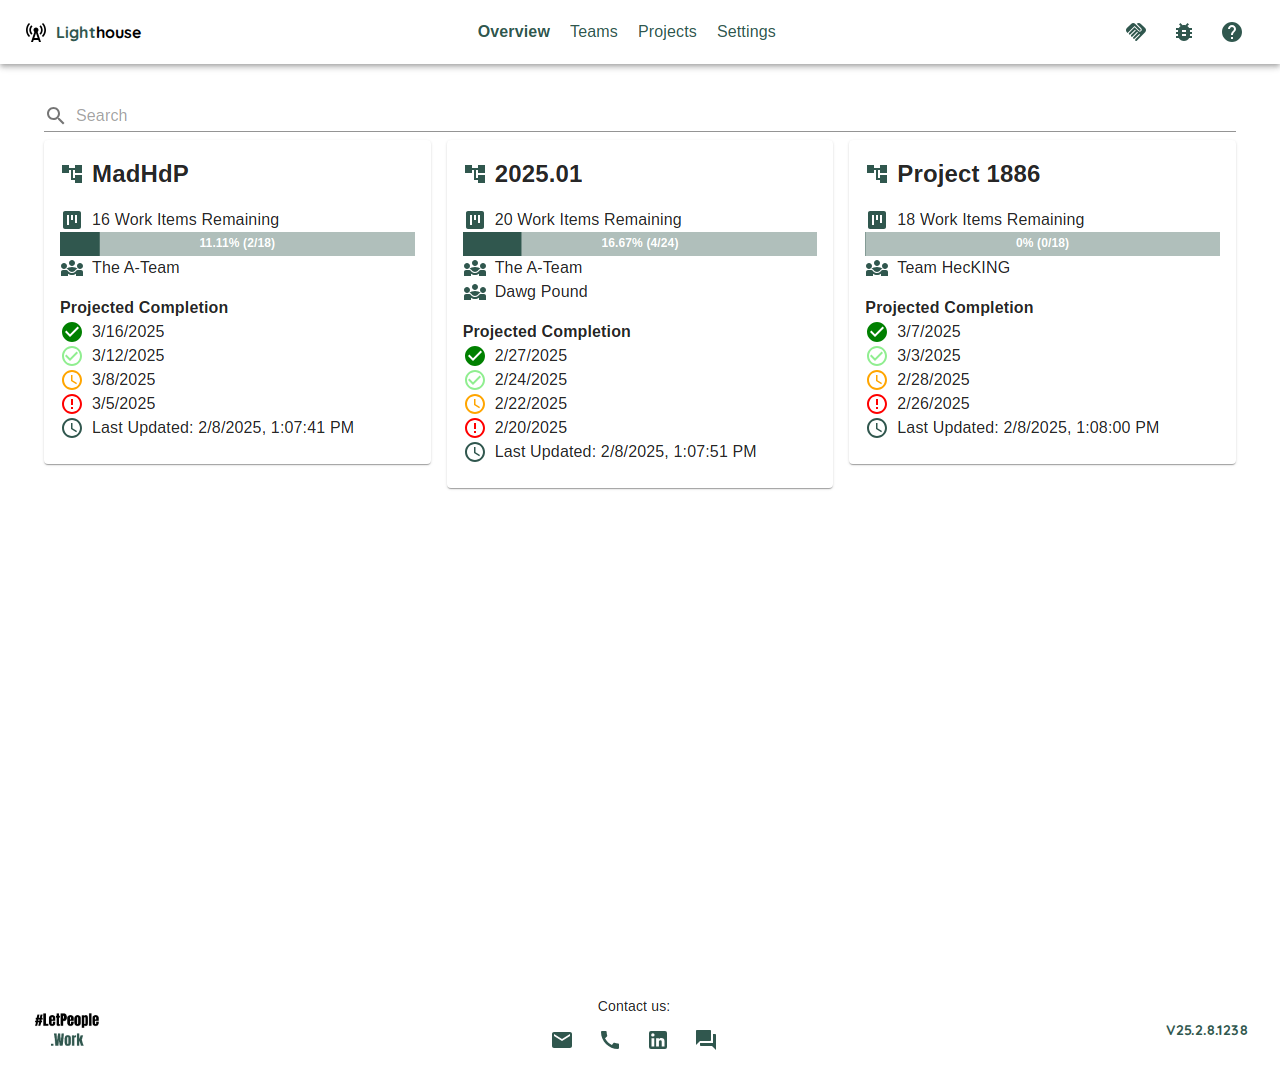 Lighthouse
Overview Teams Projects Settings
Search
MadHdP
16 Work Items Remaining
11.11% (2/18)
The A-Team
Projected Completion
3/16/2025
3/12/2025
3/8/2025
3/5/2025
Last Updated: 2/8/2025, 1:07:41 PM
2025.01
20 Work Items Remaining
16.67% (4/24)
The A-Team
Dawg Pound
Projected Completion
2/27/2025
2/24/2025
2/22/2025
2/20/2025
Last Updated: 2/8/2025, 1:07:51 PM
Project 1886
18 Work Items Remaining
0% (0/18)
Team HecKING
Projected Completion
3/7/2025
3/3/2025
2/28/2025
2/26/2025
Last Updated: 2/8/2025, 1:08:00 PM
#LetPeople
.Work
Contact us:
V25.2.8.1238